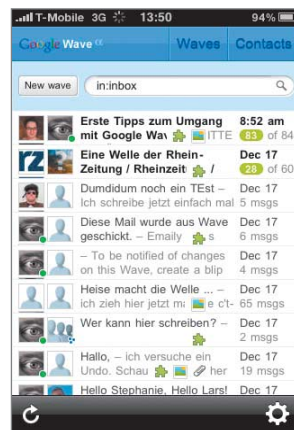 T-Mobile 3G 13:50 94%
Google Wave α Waves Contacts
New wave in:inbox
Erste Tipps zum Umgang 8:52 am
mit Google Wav ITTE 83 of 84
Eine Welle der Rhein- Dec 17
Zeitung / Rheinzeit / 28 of 60
rz
Dumdidum noch ein TEst – Dec 17
Ich schreibe jetzt einfach mal 5 msgs
Diese Mail wurde aus Wave Dec 17
geschickt. – Emaily s 6 msgs
– To be notified of changes Dec 17
on this Wave, create a blip 4 msgs
Heise macht die Welle ... – Dec 17
ich zieh hier jetzt ma e c't- 65 msgs
Wer kann hier schreiben? – Dec 17
2 msgs
Hallo, – ich versuche ein Dec 17
Undo. Schau 19 msgs
Hello Stephanie, Hello Lars! Dec 17